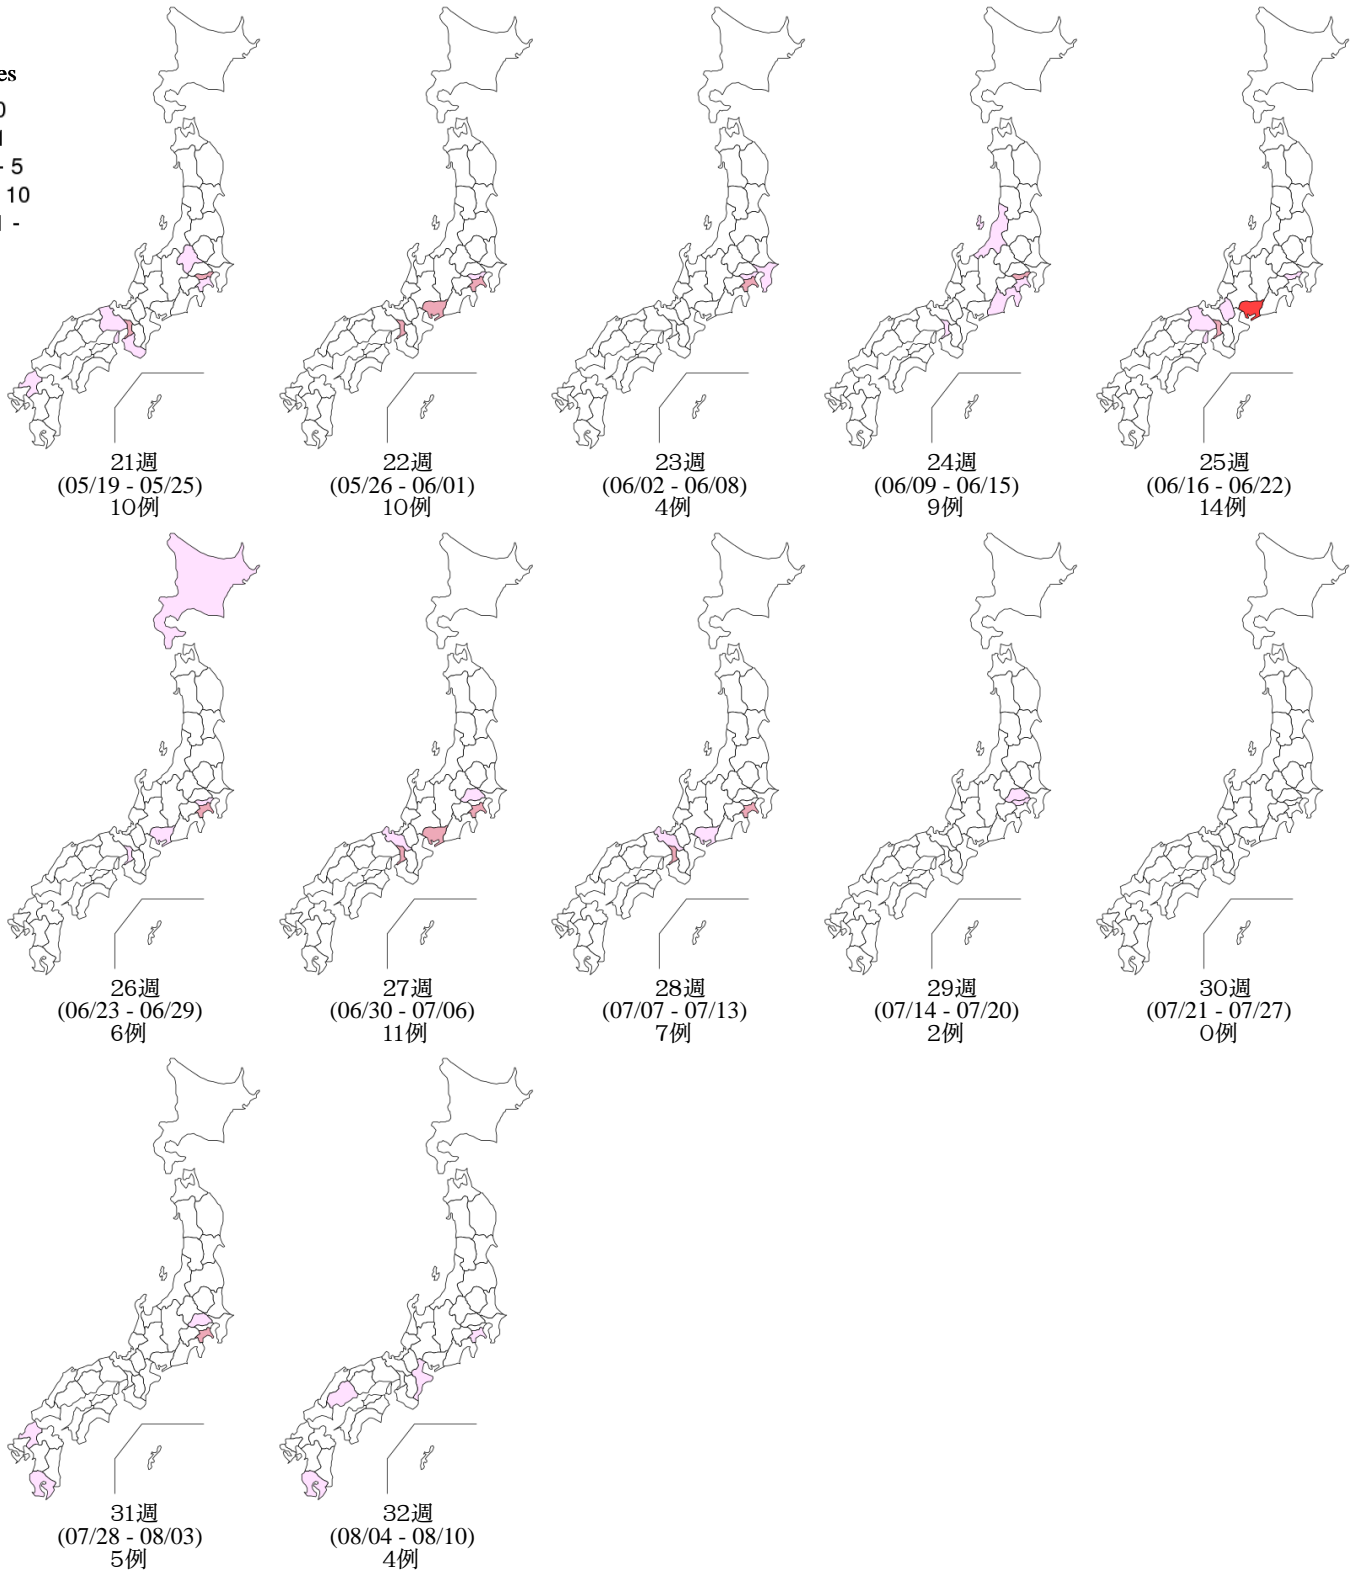 es
0
1
- 5
10
1 -
21週
(05/19 - 05/25)
10例
22週
(05/26 - 06/01)
10例
23週
(06/02 - 06/08)
4例
24週
(06/09 - 06/15)
9例
25週
(06/16 - 06/22)
14例
26週
(06/23 - 06/29)
6例
27週
(06/30 - 07/06)
11例
28週
(07/07 - 07/13)
7例
29週
(07/14 - 07/20)
2例
30週
(07/21 - 07/27)
0例
31週
(07/28 - 08/03)
5例
32週
(08/04 - 08/10)
4例